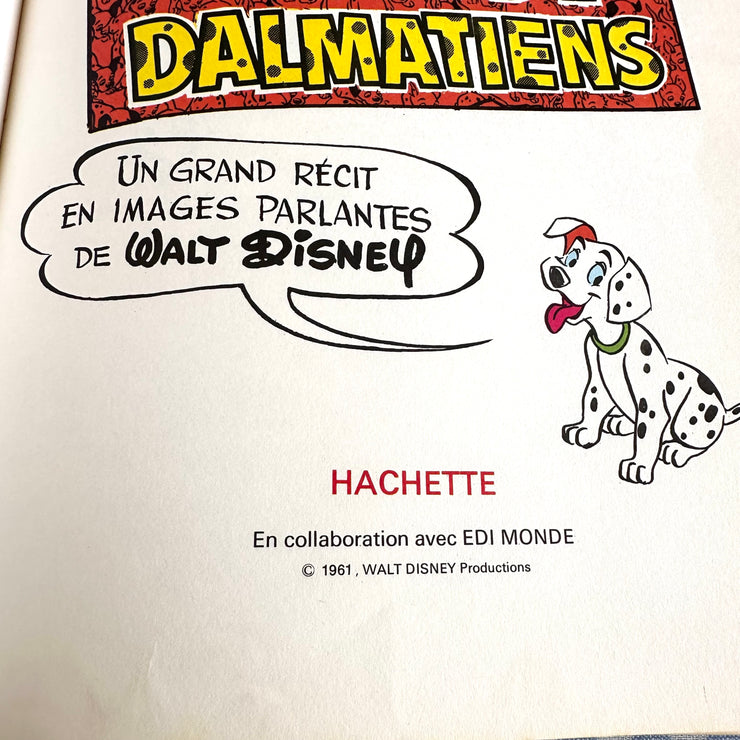 DALMATIENS
UN GRAND RÉCIT
EN IMAGES PARLANTES
DE WALT DISNEY
HACHETTE
En collaboration avec EDI MONDE
© 1961, WALT DISNEY Productions